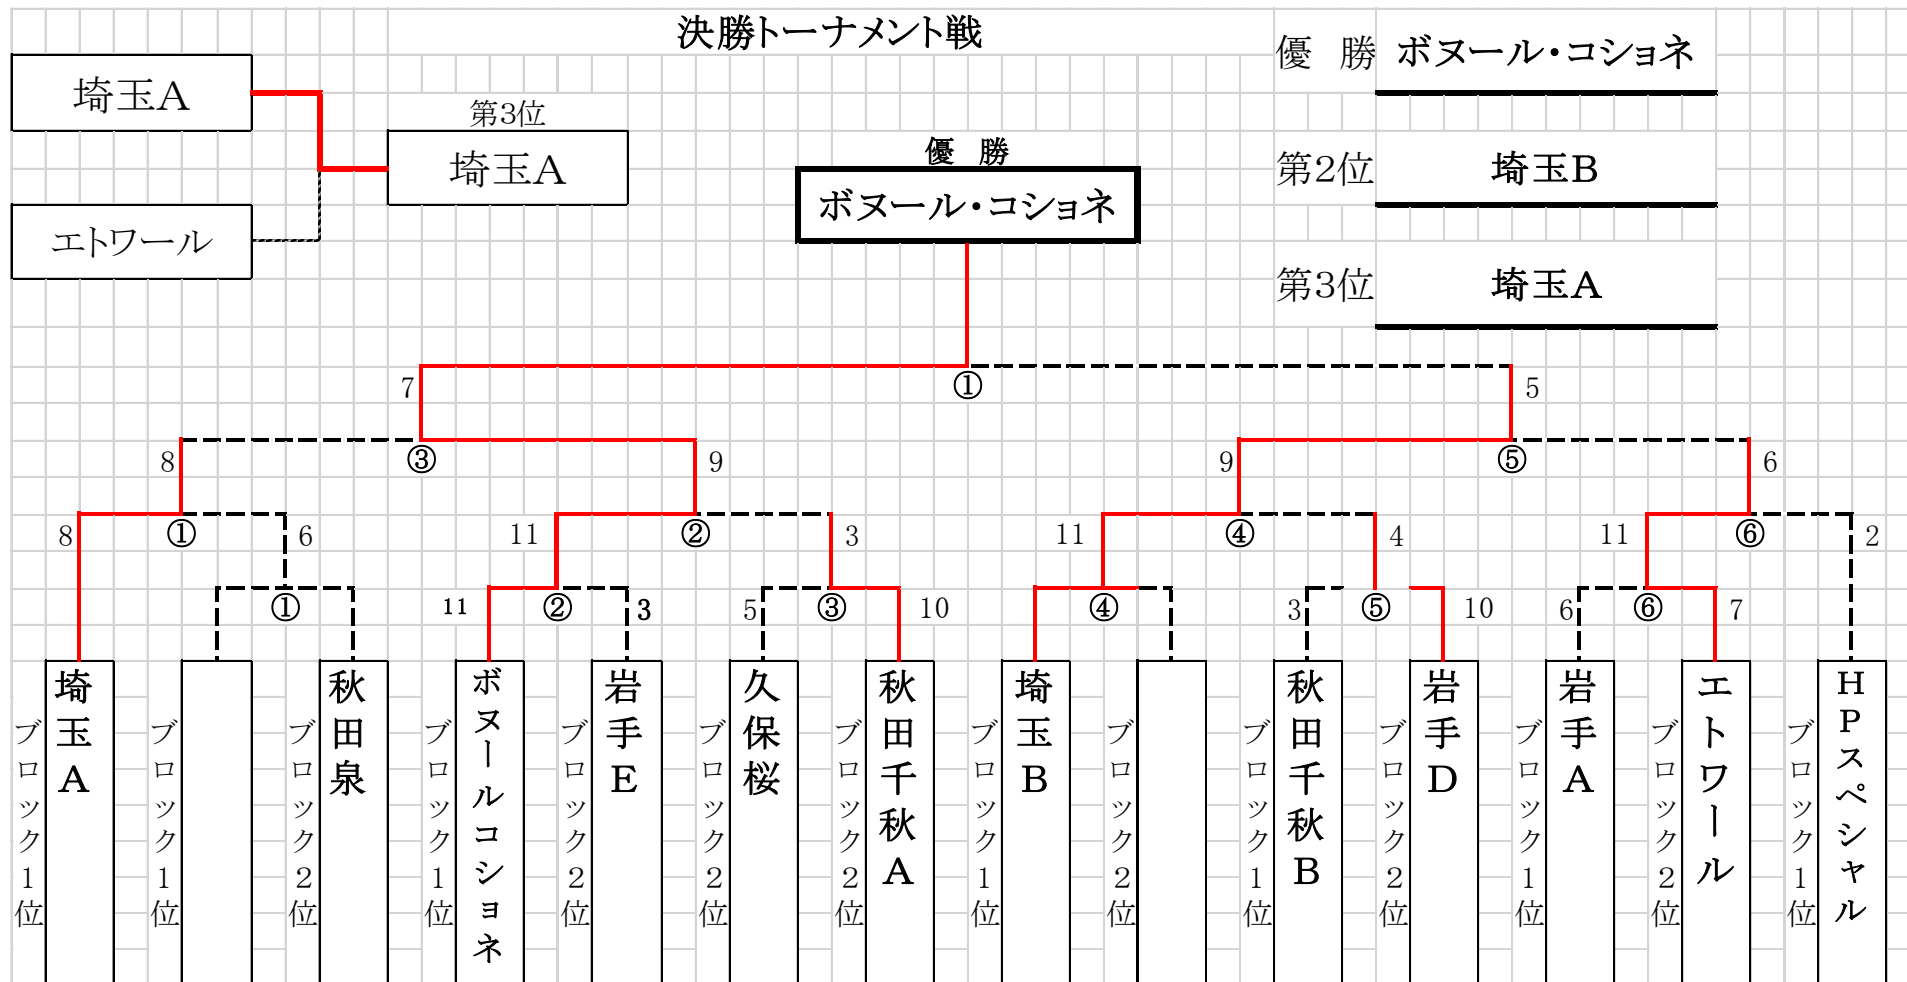 決勝トーナメント戦
優 勝 ボヌール・コショネ
埼玉A
第3位
埼玉A
優 勝
ボヌール・コショネ
第2位 埼玉B
エトワール
第3位 埼玉A
7 ① 5
8 ③ 9 9 ⑤ 6
8 ① 6 11 ② 3 11 ④ 4 11 ⑥ 2
① 11 ② 3 5 ③ 10 ④ 3 ⑤ 10 6 ⑥ 7
ブロック1位
埼玉A
ブロック1位
ブロック2位
秋田泉
ブロック1位
ボヌールコショネ
ブロック2位
岩手E
ブロック2位
久保桜
ブロック2位
秋田千秋A
ブロック1位
埼玉B
ブロック2位
ブロック1位
秋田千秋B
ブロック2位
岩手D
ブロック1位
岩手A
ブロック2位
エトワール
ブロック1位
HPスペシャル